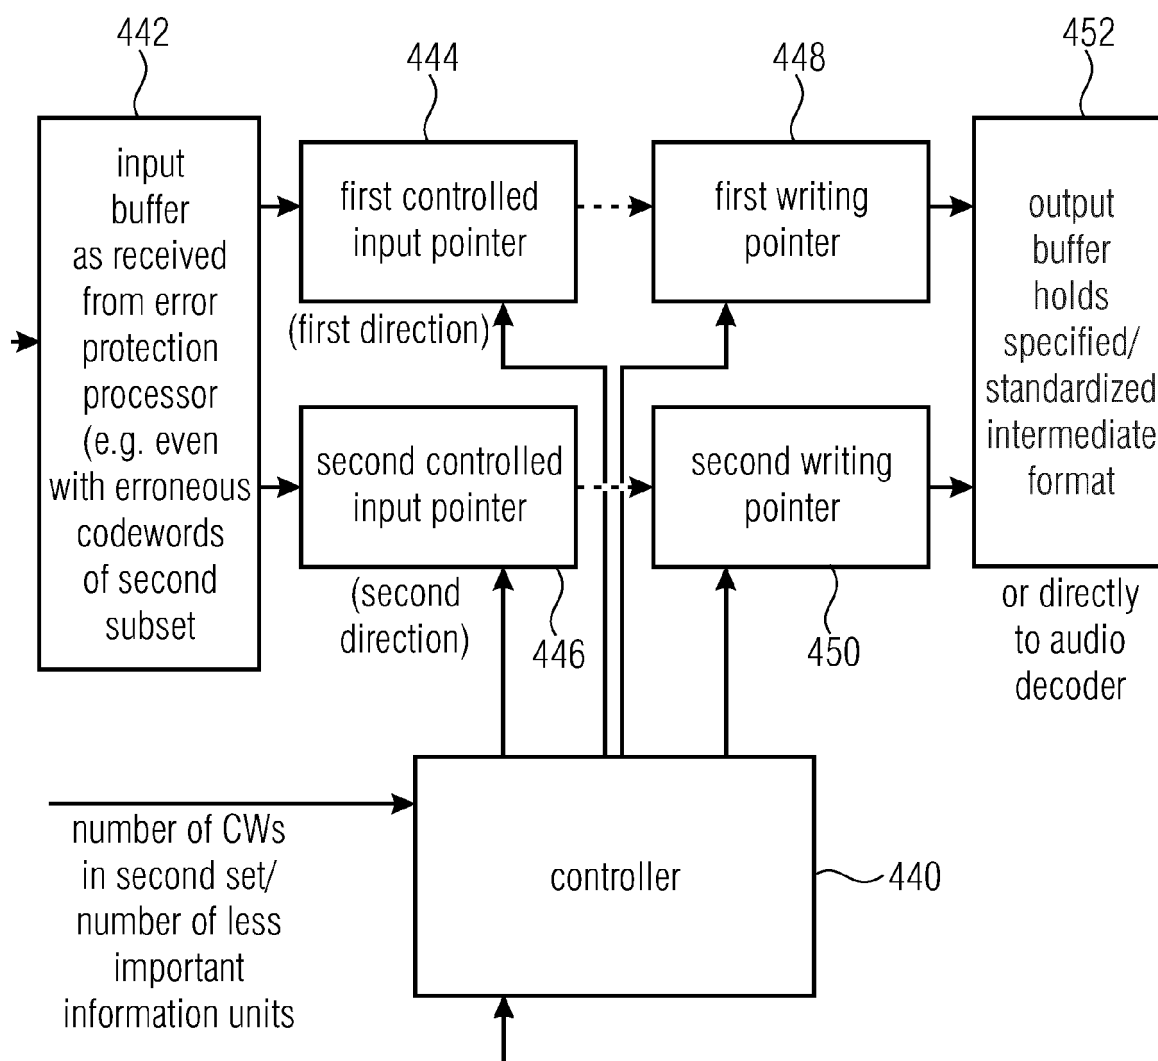 442
444
448
452
input
buffer
as received
from error
protection
processor
(e.g. even
with erroneous
codewords
of second
subset
first controlled
input pointer
(first direction)
first writing
pointer
output
buffer
holds
specified/
standardized
intermediate
format
or directly
to audio
decoder
second controlled
input pointer
(second
direction)
446
second writing
pointer
450
number of CWs
in second set/
number of less
important
information units
controller
440